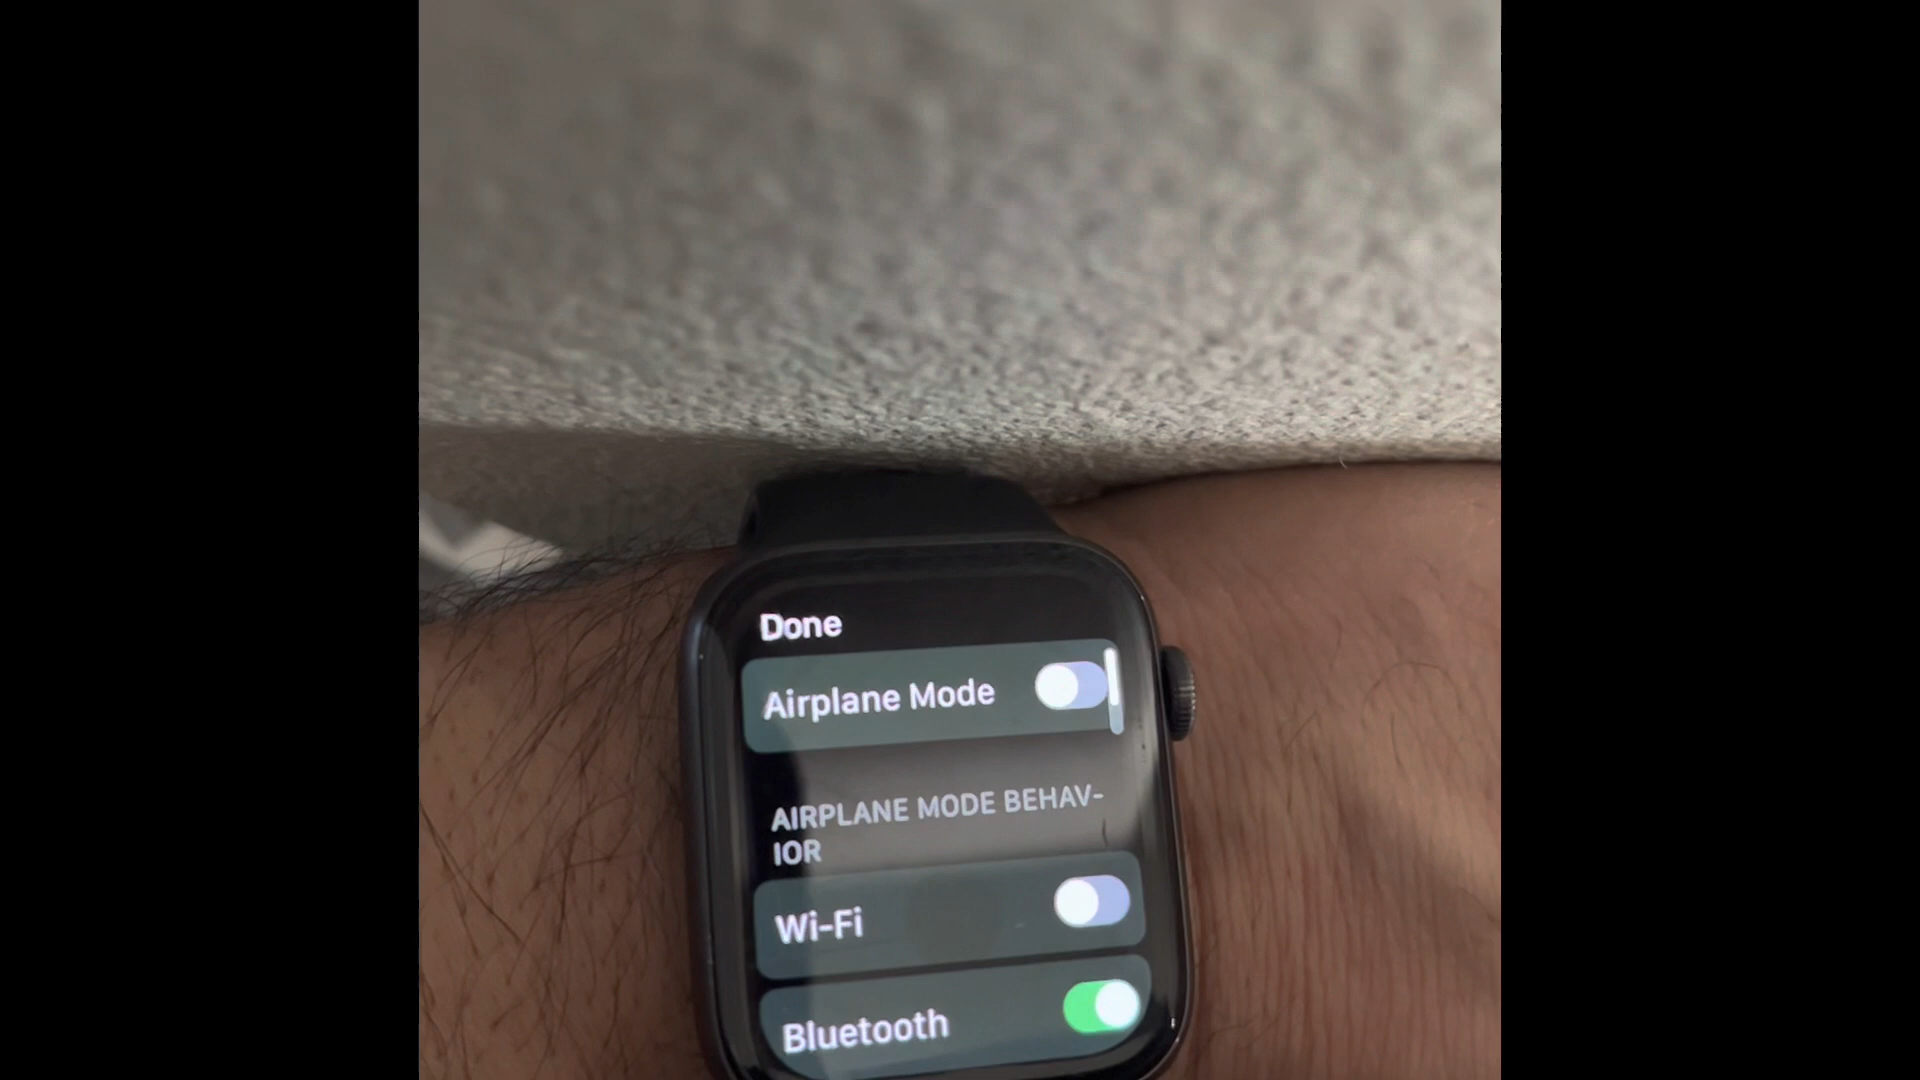 Done
Airplane Mode
AIRPLANE MODE BEHAV-
IOR
Wi-Fi
Bluetooth